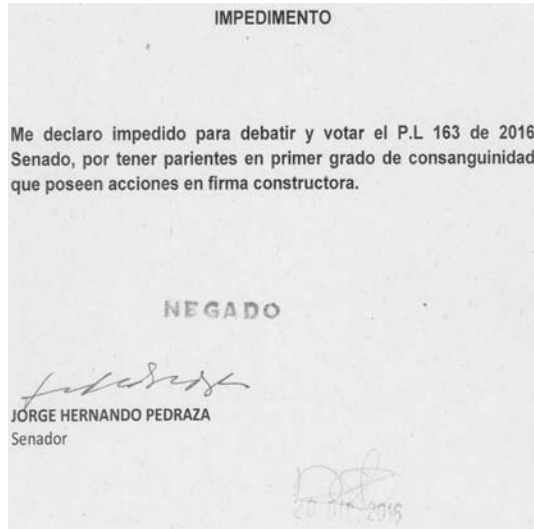 IMPEDIMENTO
Me declaro impedido para debatir y votar el P.L 163 de 2016
Senado, por tener parientes en primer grado de consanguinidad
que poseen acciones en firma constructora.
NEGADO
JORGE HERNANDO PEDRAZA
Senador
2016